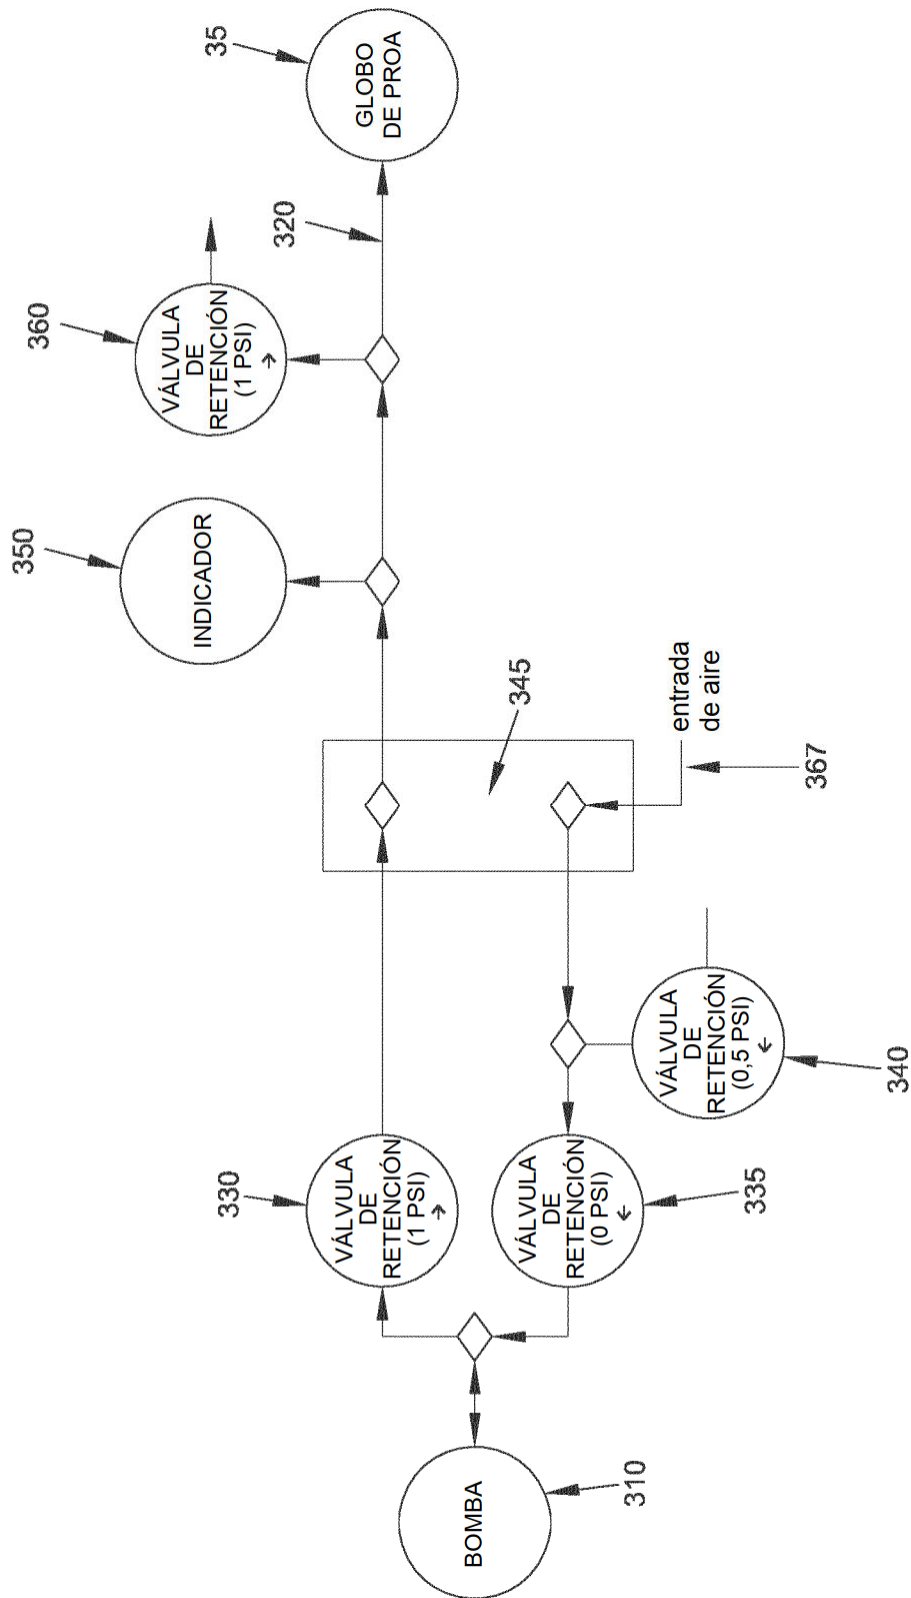 35
GLOBO
DE PROA
320
360
VÁLVULA
DE
RETENCIÓN
(1 PSI)
→
350
INDICADOR
345
entrada
de aire
367
330
VÁLVULA
DE
RETENCIÓN
(1 PSI)
→
335
VÁLVULA
DE
RETENCIÓN
(0 PSI)
←
340
VÁLVULA
DE
RETENCIÓN
(0,5 PSI)
←
310
BOMBA